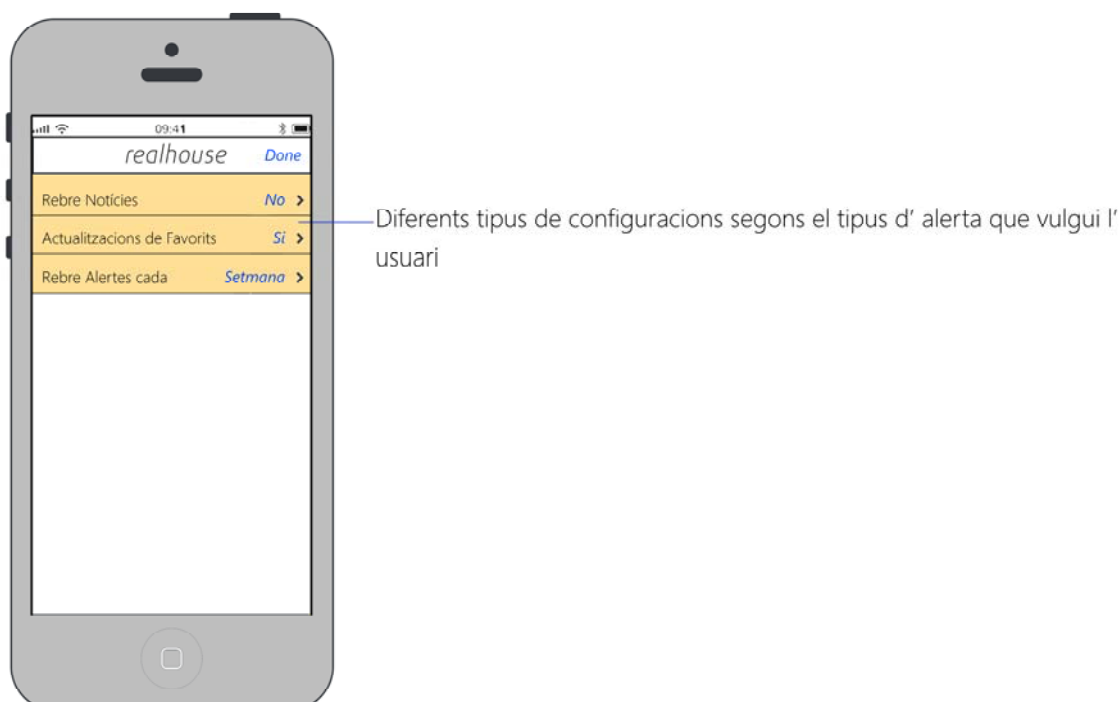 09:41
realhouse Done
Rebre Notícies No >
Actualitzacions de Favorits Si >
Rebre Alertes cada Setmana >
Diferents tipus de configuracions segons el tipus d' alerta que vulgui l'
usuari